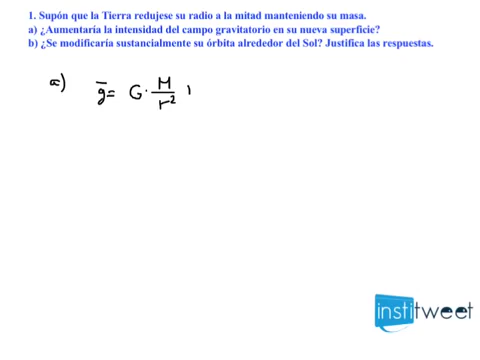 1. Supón que la Tierra redujese su radio a la mitad manteniendo su masa.
a) ¿Aumentaría la intensidad del campo gravitatorio en su nueva superficie?
b) ¿Se modificaría sustancialmente su órbita alrededor del Sol? Justifica las respuestas.
a) g̅ = G · M/r² ,
institweet